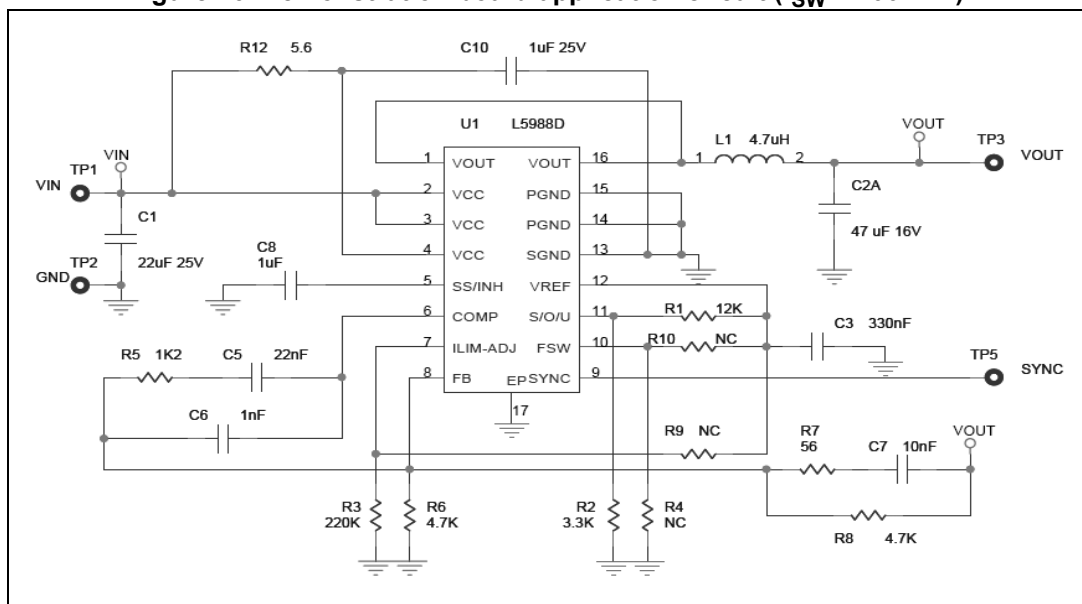 R12 5.6
C10 1uF 25V
U1 L5988D
L1 4.7uH
VOUT
TP3
VOUT
1 VOUT VOUT 16
1 2
VIN
TP1
VIN
2 VCC PGND 15
C2A
47 uF 16V
C1
22uF 25V
3 VCC PGND 14
4 VCC SGND 13
C8
1uF
TP2
GND
5 SS/INH VREF 12
6 COMP S/O/U 11
R1 12K
7 ILIM-ADJ FSW 10
R10 NC
C3 330nF
8 FB EP SYNC 9
17
TP5
SYNC
R5 1K2
C5 22nF
C6 1nF
R9 NC
R7
56
C7 10nF
VOUT
R3
220K
R6
4.7K
R2
3.3K
R4
NC
R8 4.7K